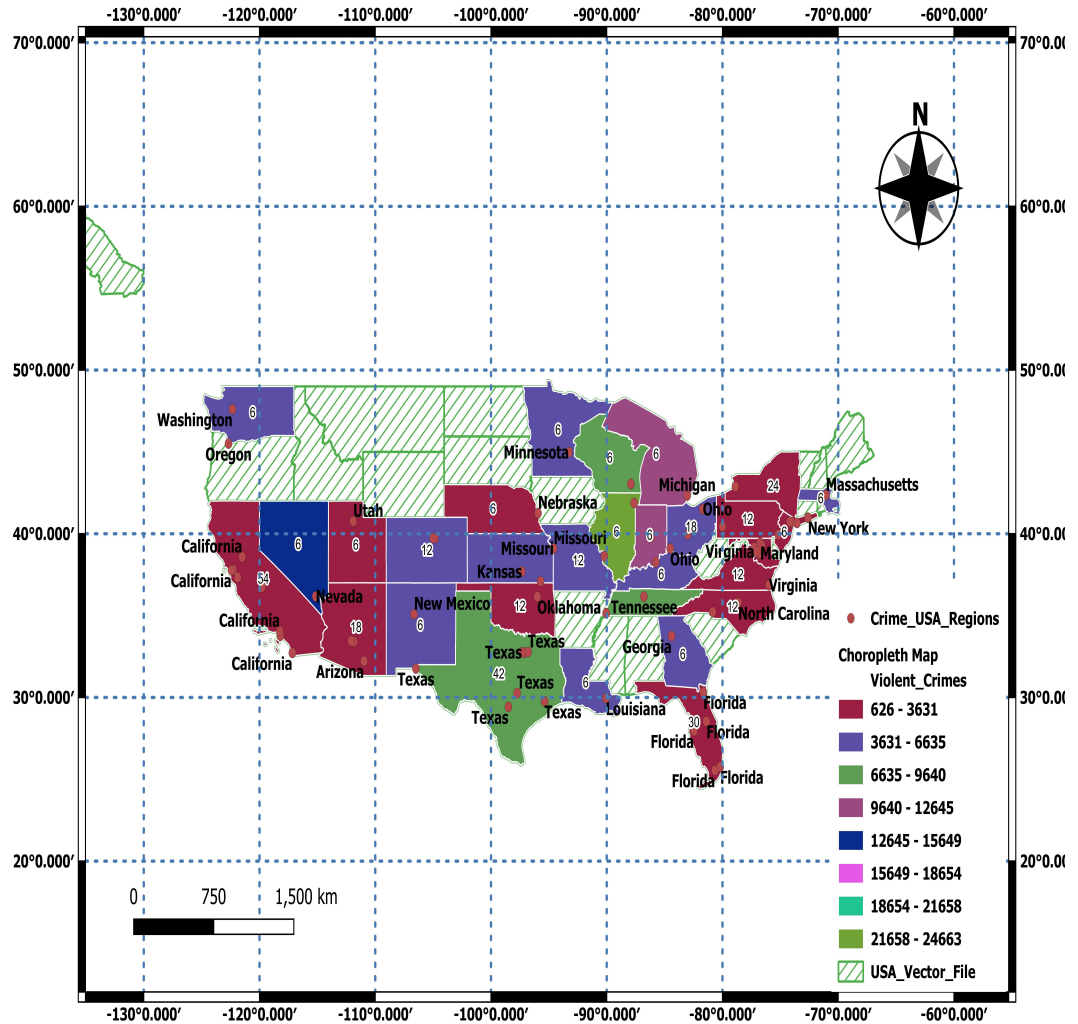 -130°0.000′ -120°0.000′ -110°0.000′ -100°0.000′ -90°0.000′ -80°0.000′ -70°0.000′ -60°0.000′
70°0.000′ 70°0.00
N
60°0.000′ 60°0.00
50°0.000′ 50°0.00
Washington 6
Oregon
6
Minnesota
6
6
Michigan
24
Massachusetts
6
Nebraska
6
Utah
Ohio
18
12
New York
40°0.000′ 40°0.00
California
6
6
12
Missouri
Missouri
12
6
6
Ohio
Virginia
Maryland
6
California
54
Kansas
6
12
Virginia
Nevada
New Mexico
12
Oklahoma
Tennessee
12
North Carolina
California
18
6
Texas
Texas
Georgia
6
California
Arizona
Texas
42
Texas
6
Louisiana
30°0.000′ 30°0.00
Texas
Texas
Florida
30
Florida
Florida
Florida
Florida
20°0.000′ 20°0.00
Crime_USA_Regions
Choropleth Map
Violent_Crimes
626 - 3631
3631 - 6635
6635 - 9640
9640 - 12645
12645 - 15649
15649 - 18654
18654 - 21658
21658 - 24663
USA_Vector_File
0 750 1,500 km
-130°0.000′ -120°0.000′ -110°0.000′ -100°0.000′ -90°0.000′ -80°0.000′ -70°0.000′ -60°0.000′